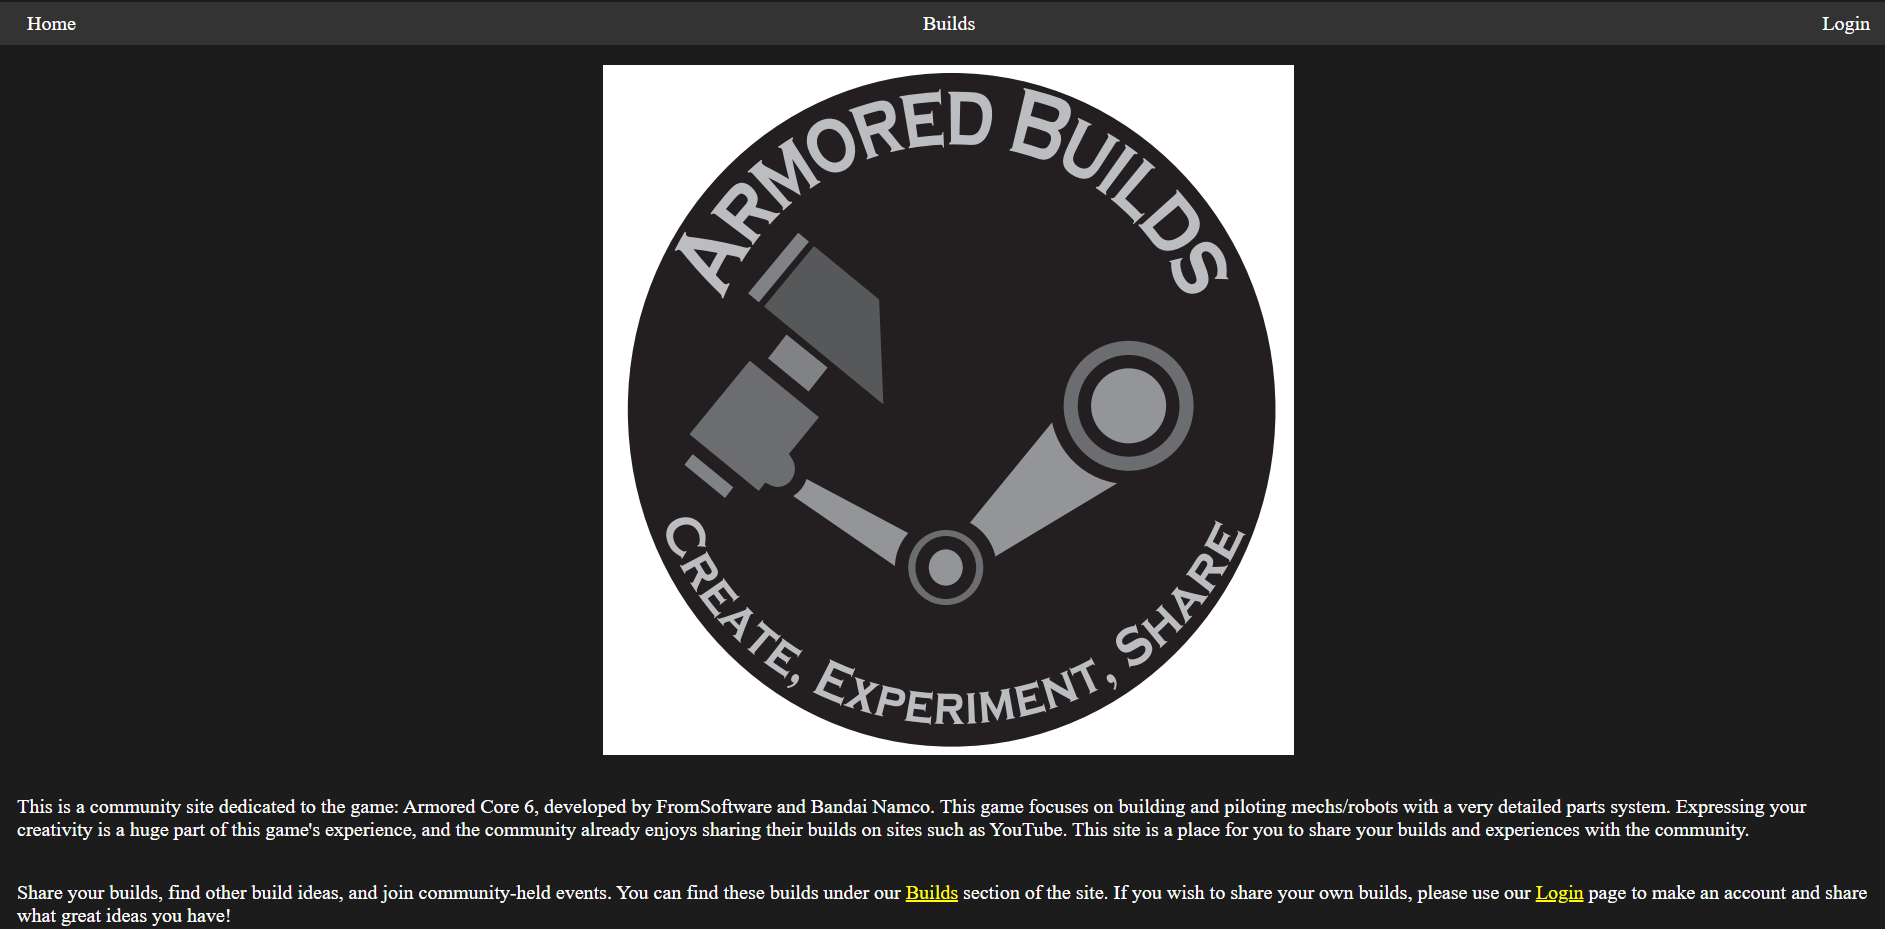 Home Builds Login
Armored Builds
Create, Experiment, Share
This is a community site dedicated to the game: Armored Core 6, developed by FromSoftware and Bandai Namco. This game focuses on building and piloting mechs/robots with a very detailed parts system. Expressing your
creativity is a huge part of this game's experience, and the community already enjoys sharing their builds on sites such as YouTube. This site is a place for you to share your builds and experiences with the community.
Share your builds, find other build ideas, and join community-held events. You can find these builds under our Builds section of the site. If you wish to share your own builds, please use our Login page to make an account and share
what great ideas you have!